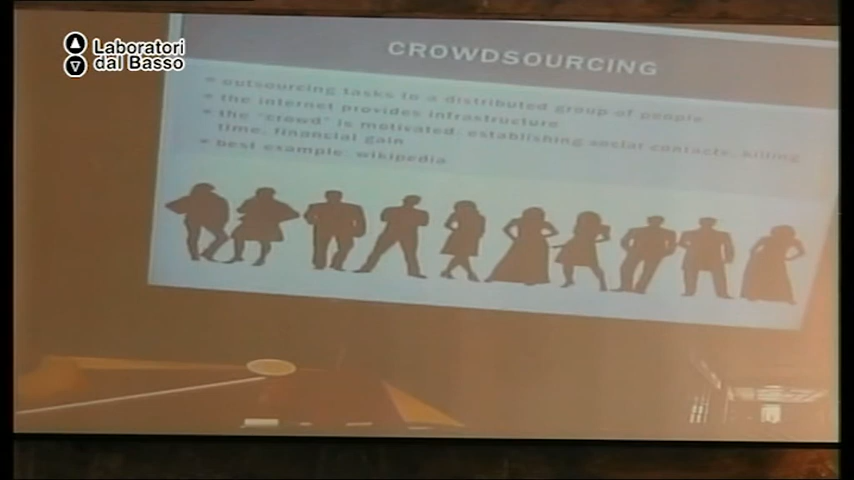 Laboratori
dal Basso
CROWDSOURCING
outsourcing tasks to a distributed group of people
the internet provides infrastructure
the "crowd" is motivated: establishing social contacts, killing
time, financial gain
best example: wikipedia